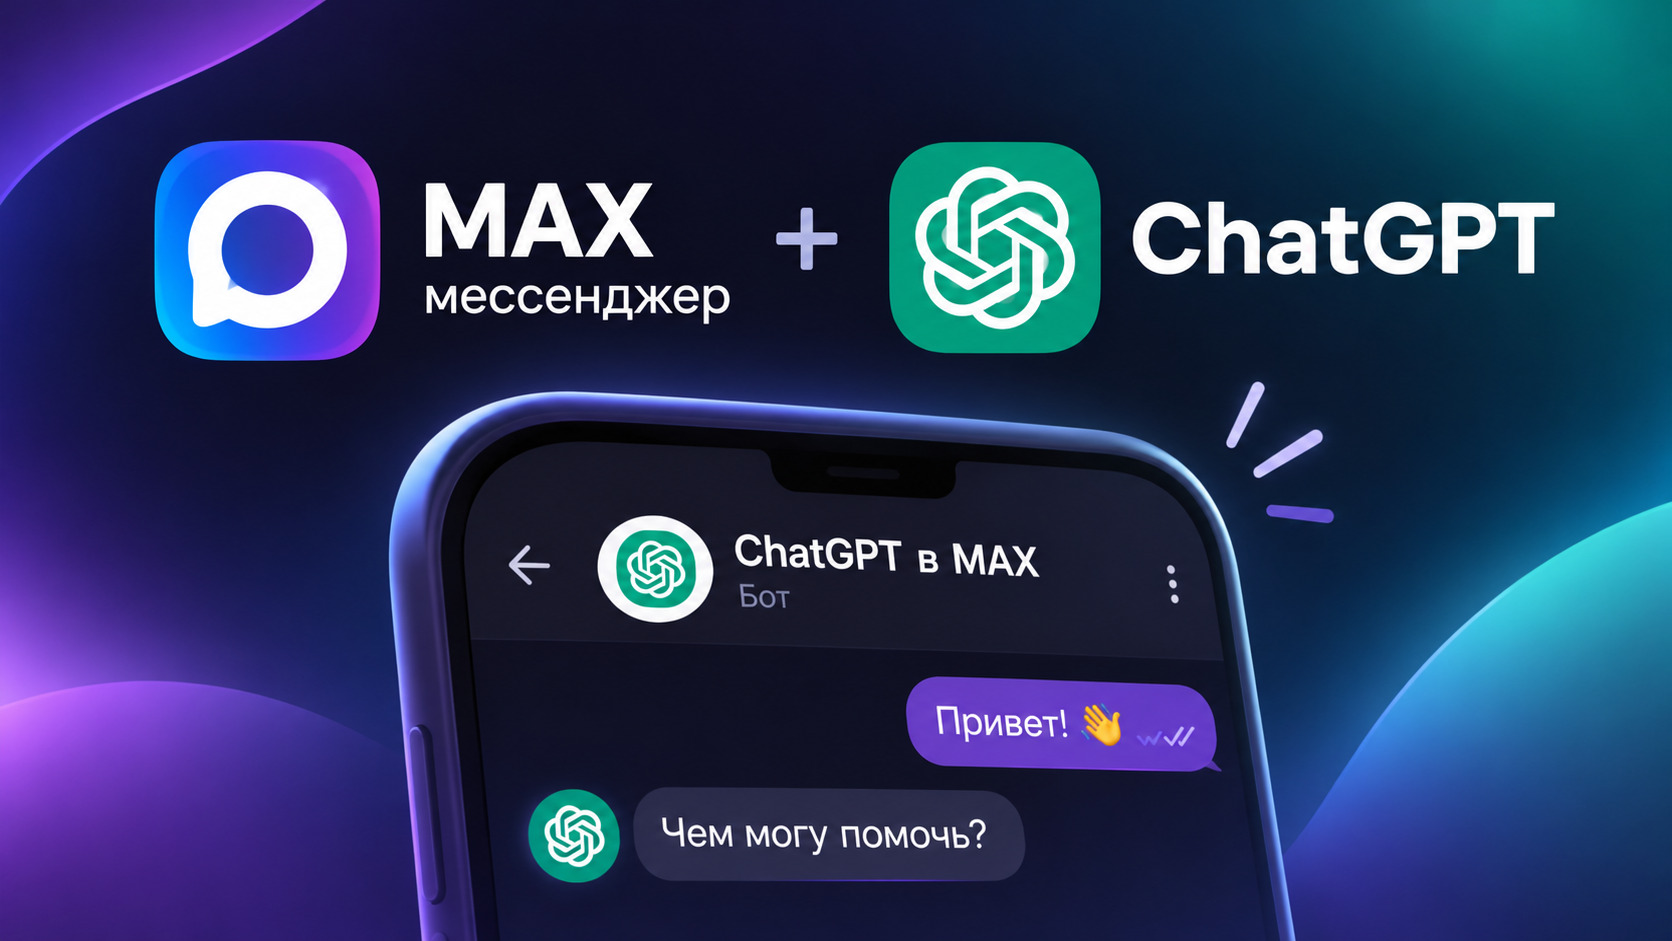 MAX
мессенджер
+
ChatGPT
ChatGPT в MAX
Бот
Привет! 👋
Чем могу помочь?